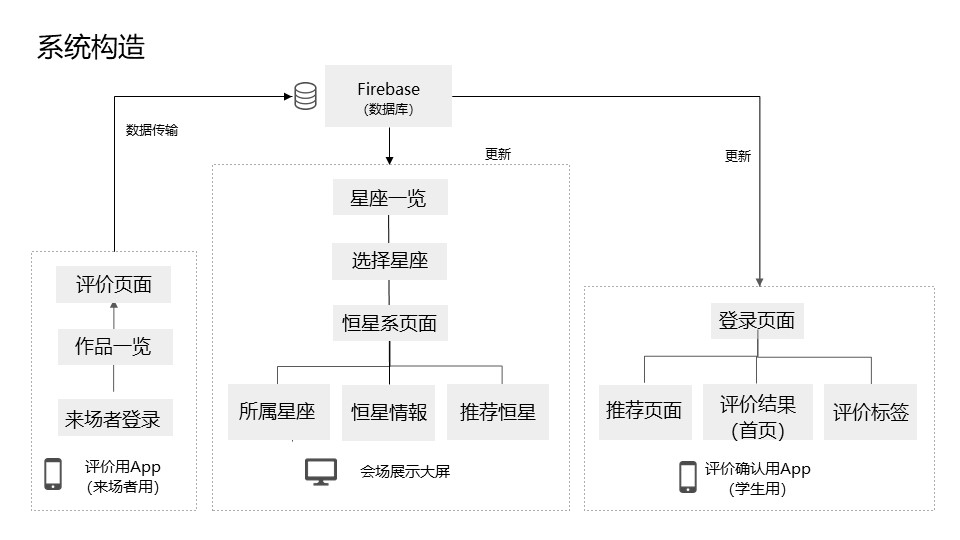 系统构造
Firebase
(数据库)
数据传输
更新
更新
星座一览
选择星座
恒星系页面
所属星座
恒星情報
推荐恒星
会场展示大屏
评价页面
作品一览
来场者登录
评价用App
(来场者用)
登录页面
推荐页面
评价结果
(首页)
评价标签
评价确认用App
(学生用)